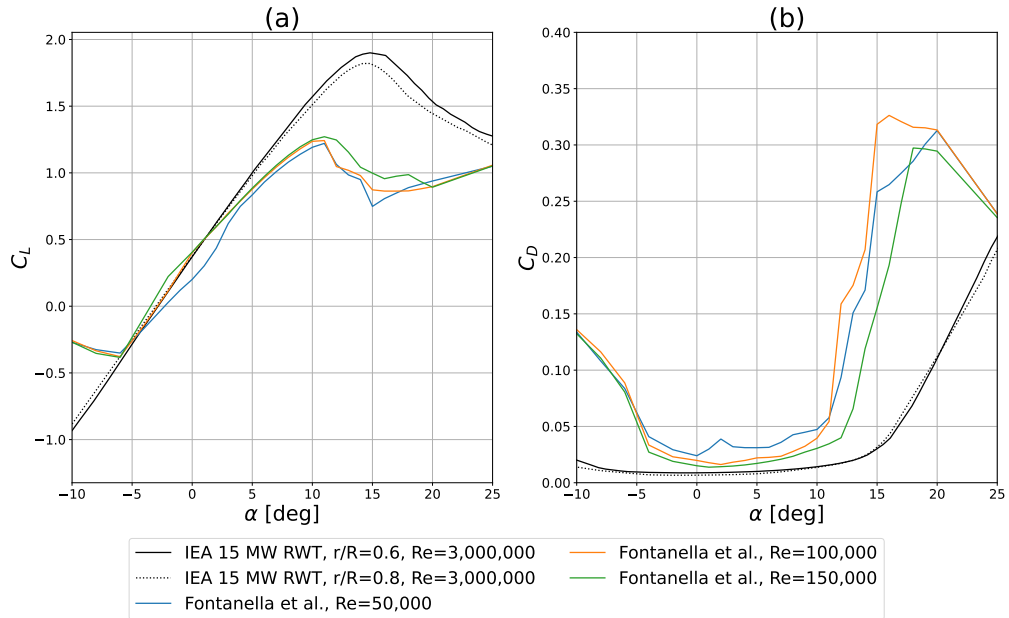 (a)
2.0
1.5
1.0
0.5
0.0
−0.5
−1.0
C_L
−10
−5
0
5
10
15
20
25
α [deg]
(b)
0.40
0.35
0.30
0.25
0.20
0.15
0.10
0.05
0.00
C_D
−10
−5
0
5
10
15
20
25
α [deg]
IEA 15 MW RWT, r/R=0.6, Re=3,000,000
IEA 15 MW RWT, r/R=0.8, Re=3,000,000
Fontanella et al., Re=50,000
Fontanella et al., Re=100,000
Fontanella et al., Re=150,000